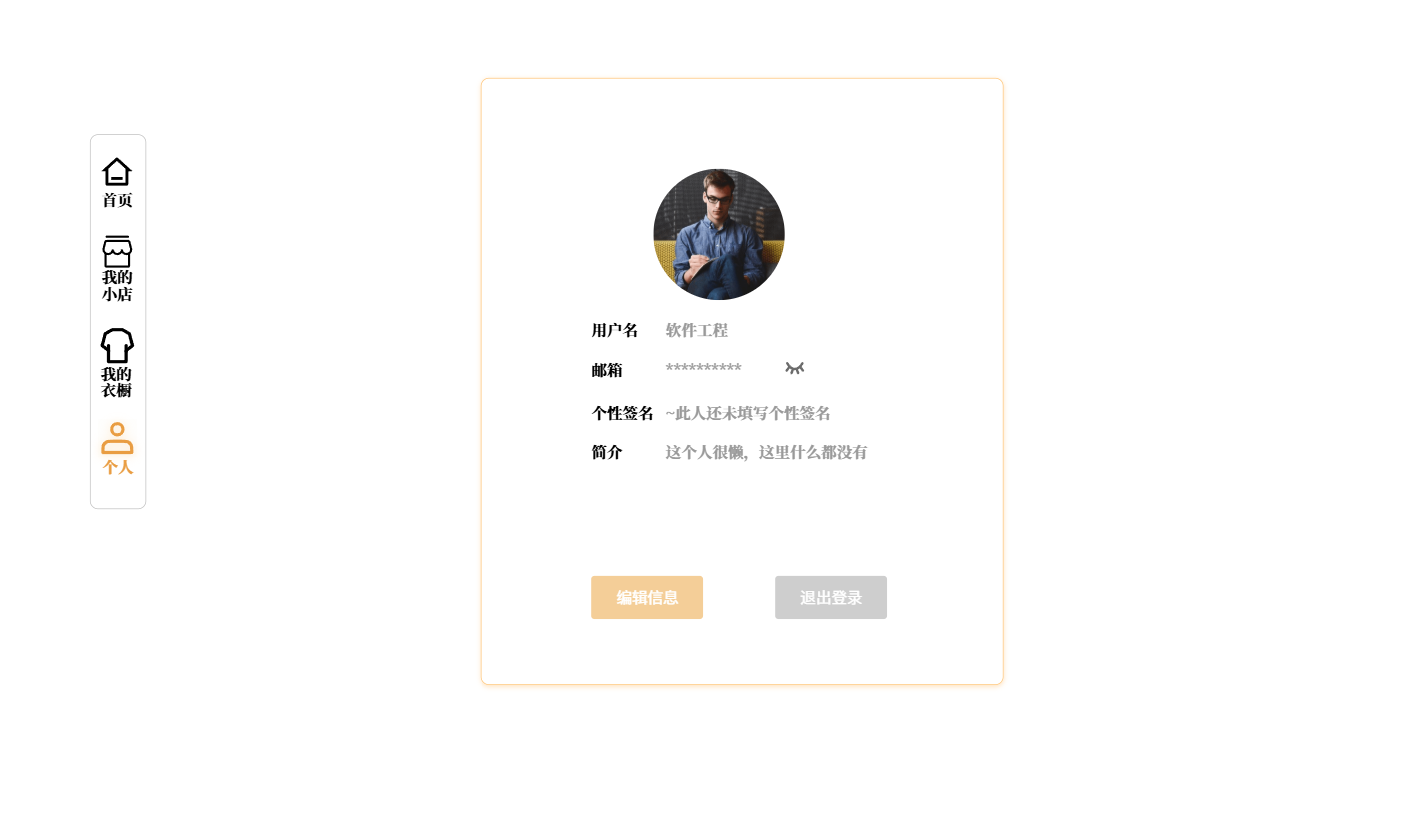 首页
我的
小店
我的
衣橱
个人
用户名 软件工程
邮箱 **********
个性签名 ~此人还未填写个性签名
简介 这个人很懒，这里什么都没有
编辑信息 退出登录